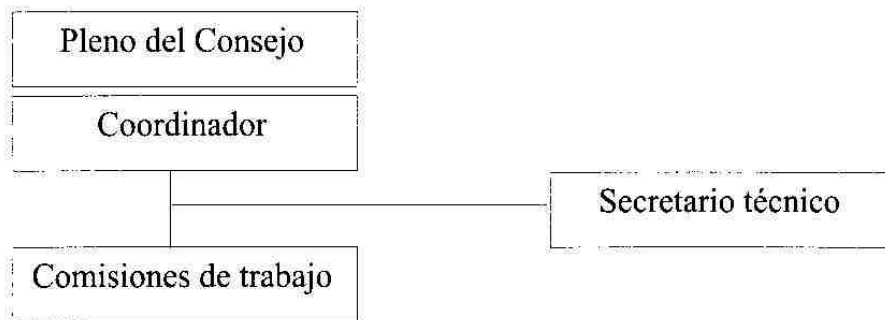 Pleno del Consejo
Coordinador
Secretario técnico
Comisiones de trabajo